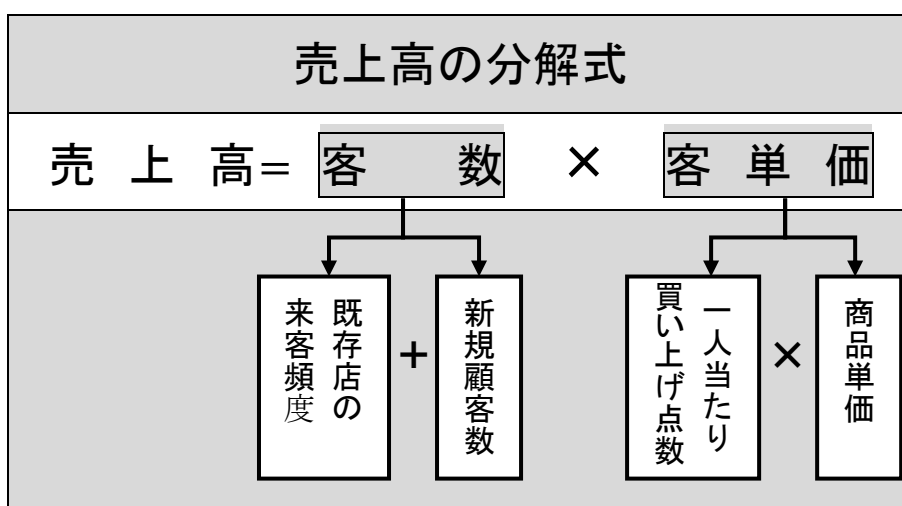 売上高の分解式
売上高= 客数 × 客単価
既存店の
来客頻度
+
新規顧客数
一人当たり
買い上げ点数
×
商品単価